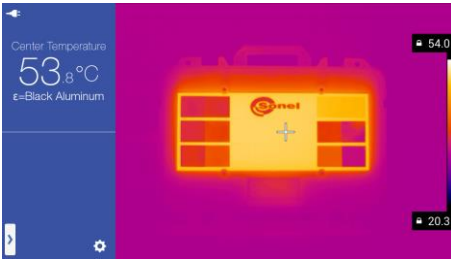 Center Temperature
53.8°C
ε=Black Aluminum
Sonel
54.0
20.3